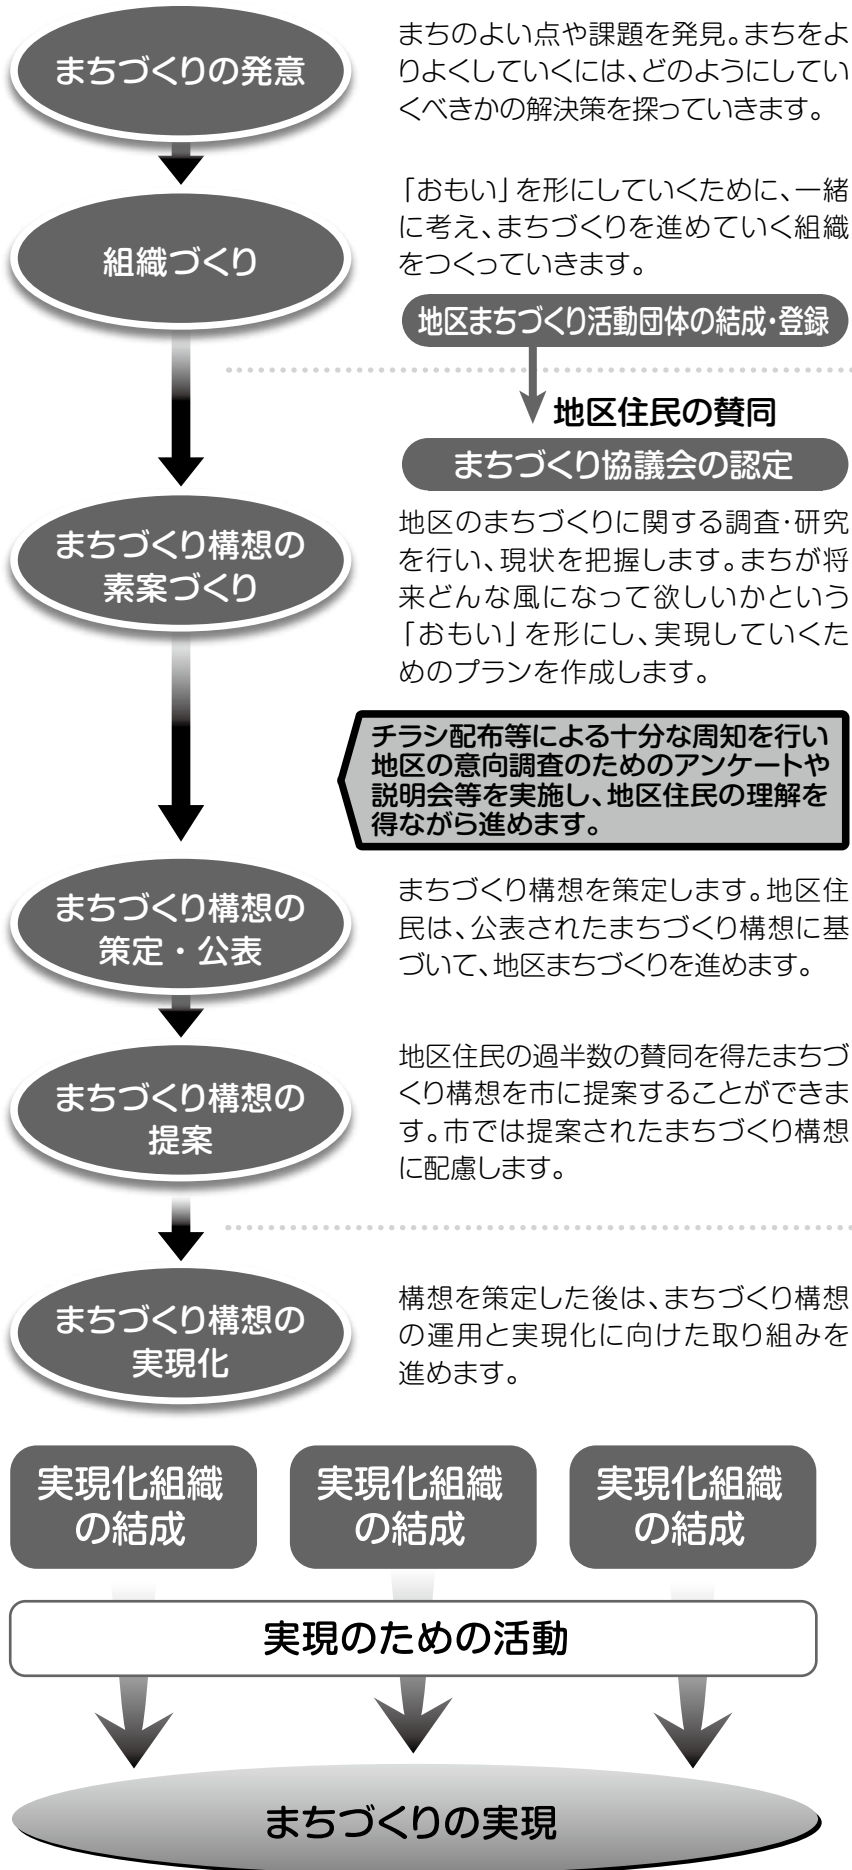 まちづくりの発意
まちのよい点や課題を発見。まちをよ
りよくしていくには、どのようにしてい
くべきかの解決策を探っていきます。
組織づくり
「おもい」を形にしていくために、一緒
に考え、まちづくりを進めていく組織
をつくっていきます。
地区まちづくり活動団体の結成・登録
地区住民の賛同
まちづくり協議会の認定
まちづくり構想の
素案づくり
地区のまちづくりに関する調査・研究
を行い、現状を把握します。まちが将
来どんな風になって欲しいかという
「おもい」を形にし、実現していくた
めのプランを作成します。
チラシ配布等による十分な周知を行い
地区の意向調査のためのアンケートや
説明会等を実施し、地区住民の理解を
得ながら進めます。
まちづくり構想の
策定・公表
まちづくり構想を策定します。地区住
民は、公表されたまちづくり構想に基
づいて、地区まちづくりを進めます。
まちづくり構想の
提案
地区住民の過半数の賛同を得たまちづ
くり構想を市に提案することができま
す。市では提案されたまちづくり構想
に配慮します。
まちづくり構想の
実現化
構想を策定した後は、まちづくり構想
の運用と実現化に向けた取り組みを
進めます。
実現化組織
の結成
実現化組織
の結成
実現化組織
の結成
実現のための活動
まちづくりの実現